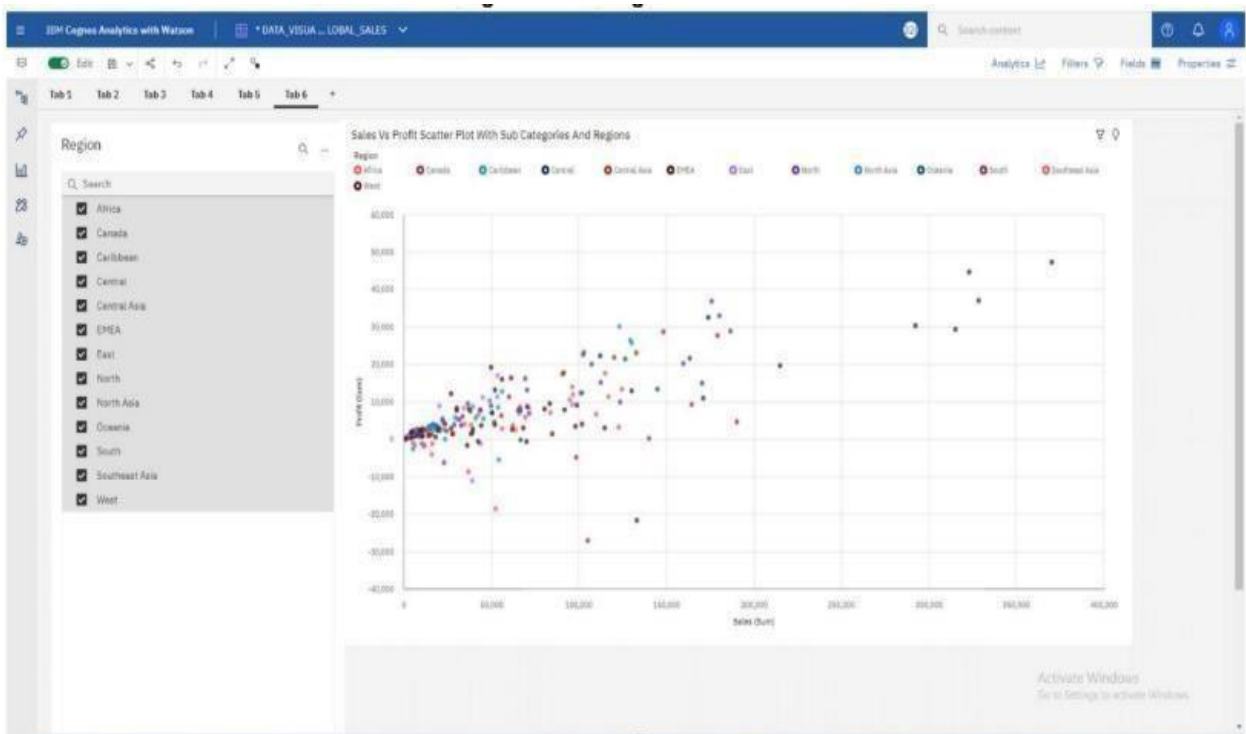 IBM Cognos Analytics with Watson
* DATA_VISUA ... LOBAL_SALES
Search content
Edit
Analytics
Filters
Fields
Properties
Tab 1
Tab 2
Tab 3
Tab 4
Tab 5
Tab 6
+
Region
Search
Africa
Canada
Caribbean
Central
Central Asia
EMEA
East
North
North Asia
Oceania
South
Southeast Asia
West
Sales Vs Profit Scatter Plot With Sub Categories And Regions
Region
Africa Canada Caribbean Central Central Asia EMEA East North North Asia Oceania South Southeast Asia
West
Profit (Sum)
60,000
50,000
40,000
30,000
20,000
10,000
0
-10,000
-20,000
-30,000
-40,000
0 50,000 100,000 150,000 200,000 250,000 300,000 350,000 400,000
Sales (Sum)
Activate Windows
Go to Settings to activate Windows.